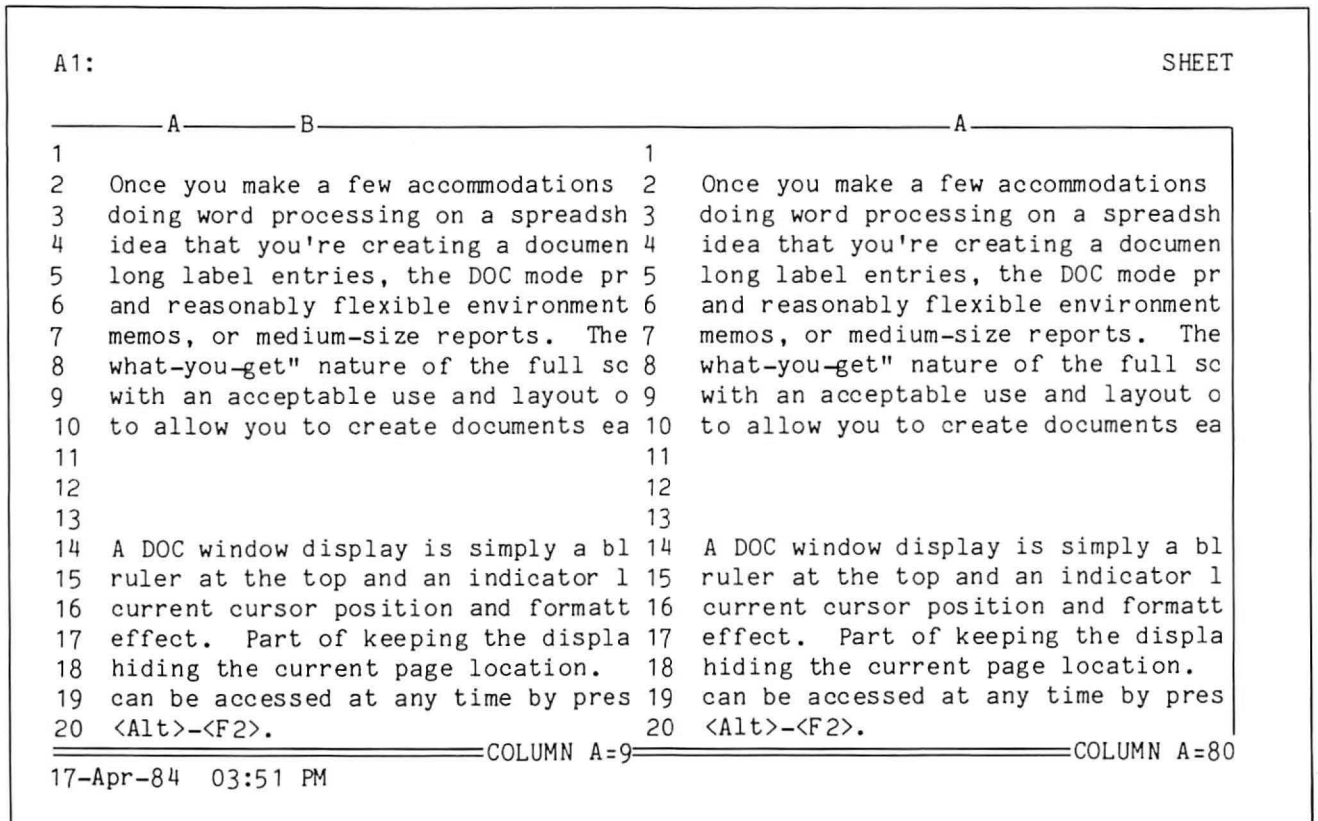 A1: SHEET
A B A
1 1
2 Once you make a few accommodations 2 Once you make a few accommodations
3 doing word processing on a spreadsh 3 doing word processing on a spreadsh
4 idea that you're creating a documen 4 idea that you're creating a documen
5 long label entries, the DOC mode pr 5 long label entries, the DOC mode pr
6 and reasonably flexible environment 6 and reasonably flexible environment
7 memos, or medium-size reports. The 7 memos, or medium-size reports. The
8 what-you-get" nature of the full sc 8 what-you-get" nature of the full sc
9 with an acceptable use and layout o 9 with an acceptable use and layout o
10 to allow you to create documents ea 10 to allow you to create documents ea
11 11
12 12
13 13
14 A DOC window display is simply a bl 14 A DOC window display is simply a bl
15 ruler at the top and an indicator l 15 ruler at the top and an indicator l
16 current cursor position and formatt 16 current cursor position and formatt
17 effect. Part of keeping the displa 17 effect. Part of keeping the displa
18 hiding the current page location. 18 hiding the current page location.
19 can be accessed at any time by pres 19 can be accessed at any time by pres
20 <Alt>-<F2>. 20 <Alt>-<F2>.
COLUMN A=9 COLUMN A=80
17-Apr-84 03:51 PM